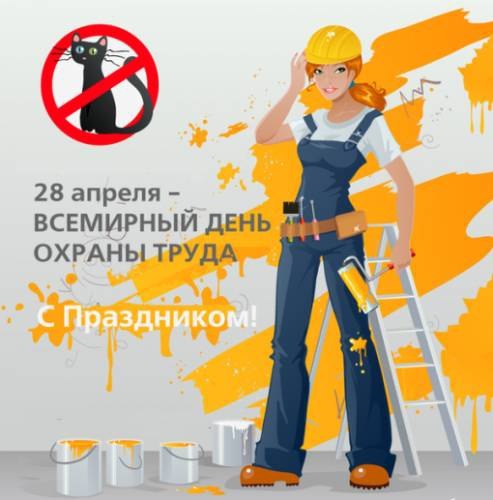 28 апреля –
ВСЕМИРНЫЙ ДЕНЬ
ОХРАНЫ ТРУДА
С Праздником!